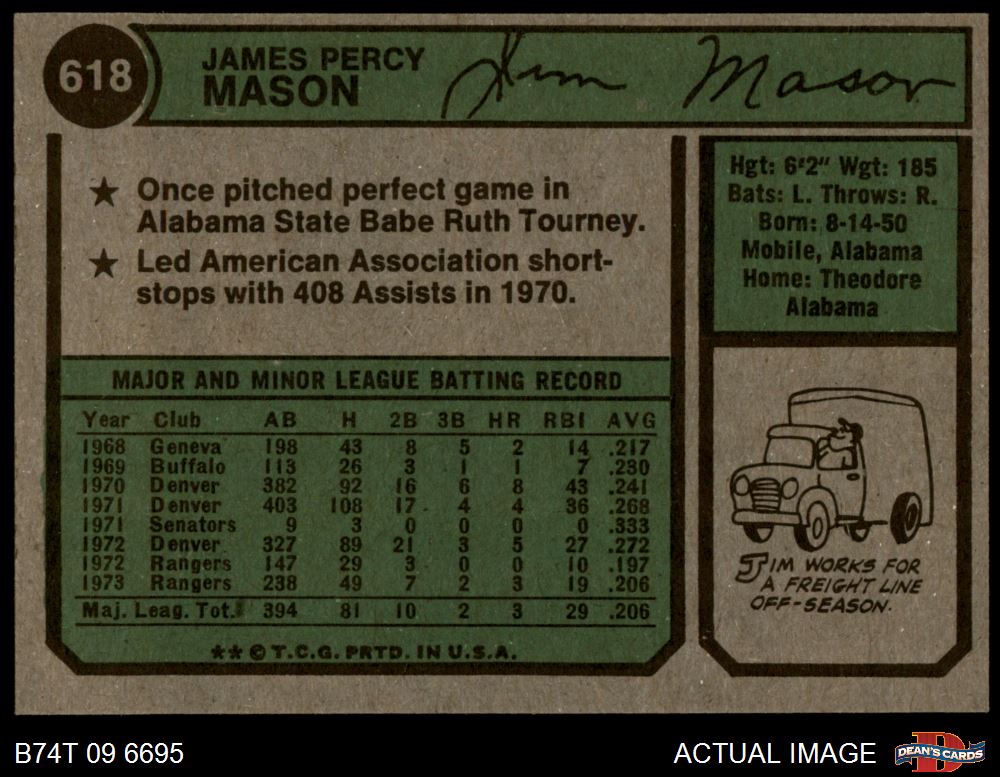 618
JAMES PERCY
MASON
Jim Mason
★ Once pitched perfect game in
Alabama State Babe Ruth Tourney.
★ Led American Association short-
stops with 408 Assists in 1970.
Hgt: 6'2" Wgt: 185
Bats: L. Throws: R.
Born: 8-14-50
Mobile, Alabama
Home: Theodore
Alabama
MAJOR AND MINOR LEAGUE BATTING RECORD
Year Club AB H 2B 3B HR RBI AVG
1968 Geneva 198 43 8 5 2 14 .217
1969 Buffalo 113 26 3 1 1 7 .230
1970 Denver 382 92 16 6 8 43 .241
1971 Denver 403 108 17 4 4 36 .268
1971 Senators 9 3 0 0 0 0 .333
1972 Denver 327 89 21 3 5 27 .272
1972 Rangers 147 29 3 0 0 10 .197
1973 Rangers 238 49 7 2 3 19 .206
Maj. Leag. Tot. 394 81 10 2 3 29 .206
** © T.C.G. PRTD. IN U.S.A.
JIM WORKS FOR
A FREIGHT LINE
OFF-SEASON.
B74T 09 6695
ACTUAL IMAGE
D
DEAN'S CARDS